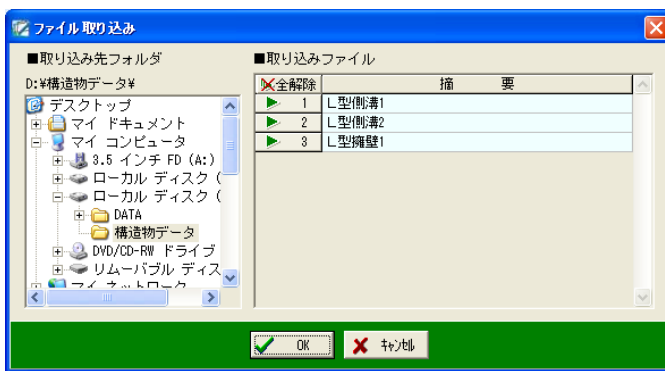 ファイル取り込み
■取り込み先フォルダ
D:¥構造物データ¥
デスクトップ
マイ ドキュメント
マイ コンピュータ
3.5 インチ FD (A:)
ローカル ディスク (
ローカル ディスク (
DATA
構造物データ
DVD/CD-RW ドライブ
リムーバブル ディス
マイ ネットワーク
■取り込みファイル
全解除 摘 要
1 L型側溝1
2 L型側溝2
3 L型擁壁1
OK キャンセル